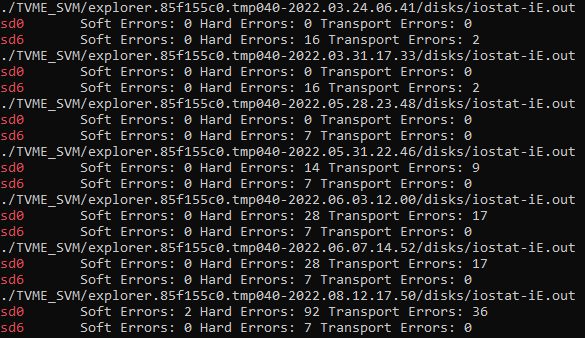 ./TVME_SVM/explorer.85f155c0.tmp040-2022.03.24.06.41/disks/iostat-iE.out
sd0 Soft Errors: 0 Hard Errors: 0 Transport Errors: 0
sd6 Soft Errors: 0 Hard Errors: 16 Transport Errors: 2
./TVME_SVM/explorer.85f155c0.tmp040-2022.03.31.17.33/disks/iostat-iE.out
sd0 Soft Errors: 0 Hard Errors: 0 Transport Errors: 0
sd6 Soft Errors: 0 Hard Errors: 16 Transport Errors: 2
./TVME_SVM/explorer.85f155c0.tmp040-2022.05.28.23.48/disks/iostat-iE.out
sd0 Soft Errors: 0 Hard Errors: 0 Transport Errors: 0
sd6 Soft Errors: 0 Hard Errors: 7 Transport Errors: 0
./TVME_SVM/explorer.85f155c0.tmp040-2022.05.31.22.46/disks/iostat-iE.out
sd0 Soft Errors: 0 Hard Errors: 14 Transport Errors: 9
sd6 Soft Errors: 0 Hard Errors: 7 Transport Errors: 0
./TVME_SVM/explorer.85f155c0.tmp040-2022.06.03.12.00/disks/iostat-iE.out
sd0 Soft Errors: 0 Hard Errors: 28 Transport Errors: 17
sd6 Soft Errors: 0 Hard Errors: 7 Transport Errors: 0
./TVME_SVM/explorer.85f155c0.tmp040-2022.06.07.14.52/disks/iostat-iE.out
sd0 Soft Errors: 0 Hard Errors: 28 Transport Errors: 17
sd6 Soft Errors: 0 Hard Errors: 7 Transport Errors: 0
./TVME_SVM/explorer.85f155c0.tmp040-2022.08.12.17.50/disks/iostat-iE.out
sd0 Soft Errors: 2 Hard Errors: 92 Transport Errors: 36
sd6 Soft Errors: 0 Hard Errors: 7 Transport Errors: 0